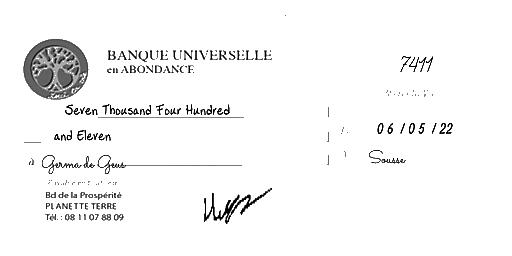 BANQUE UNIVERSELLE
en ABONDANCE
7411
Seven Thousand Four Hundred
and Eleven
06/05/22
à Germa de Geus
Sousse
Bd de la Prospérité
PLANETTE TERRE
Tél. : 08 11 07 88 09